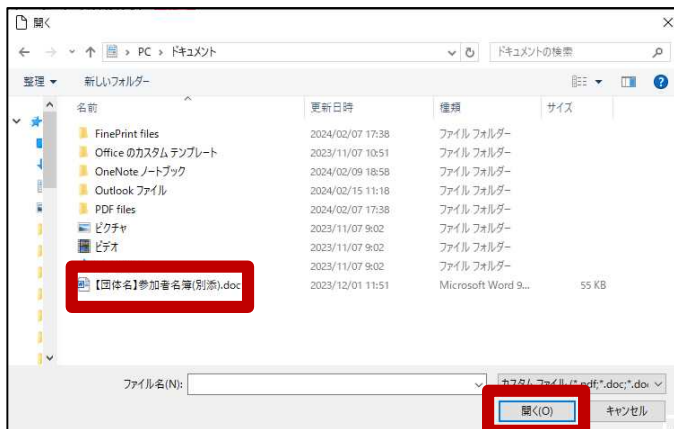 開く
PC › ドキュメント
ドキュメントの検索
整理 ▼ 新しいフォルダー
名前 更新日時 種類 サイズ
FinePrint files 2024/02/07 17:38 ファイル フォルダー
Office のカスタム テンプレート 2023/11/07 10:51 ファイル フォルダー
OneNote ノートブック 2024/02/09 18:58 ファイル フォルダー
Outlook ファイル 2024/02/15 11:18 ファイル フォルダー
PDF files 2024/02/07 17:38 ファイル フォルダー
ピクチャ 2023/11/07 9:02 ファイル フォルダー
ビデオ 2023/11/07 9:02 ファイル フォルダー
2023/11/07 9:02 ファイル フォルダー
【団体名】参加者名簿(別添).doc 2023/12/01 11:51 Microsoft Word 9... 55 KB
ファイル名(N): カスタム ファイル (*.pdf;*.doc;*.do
開く(O) キャンセル